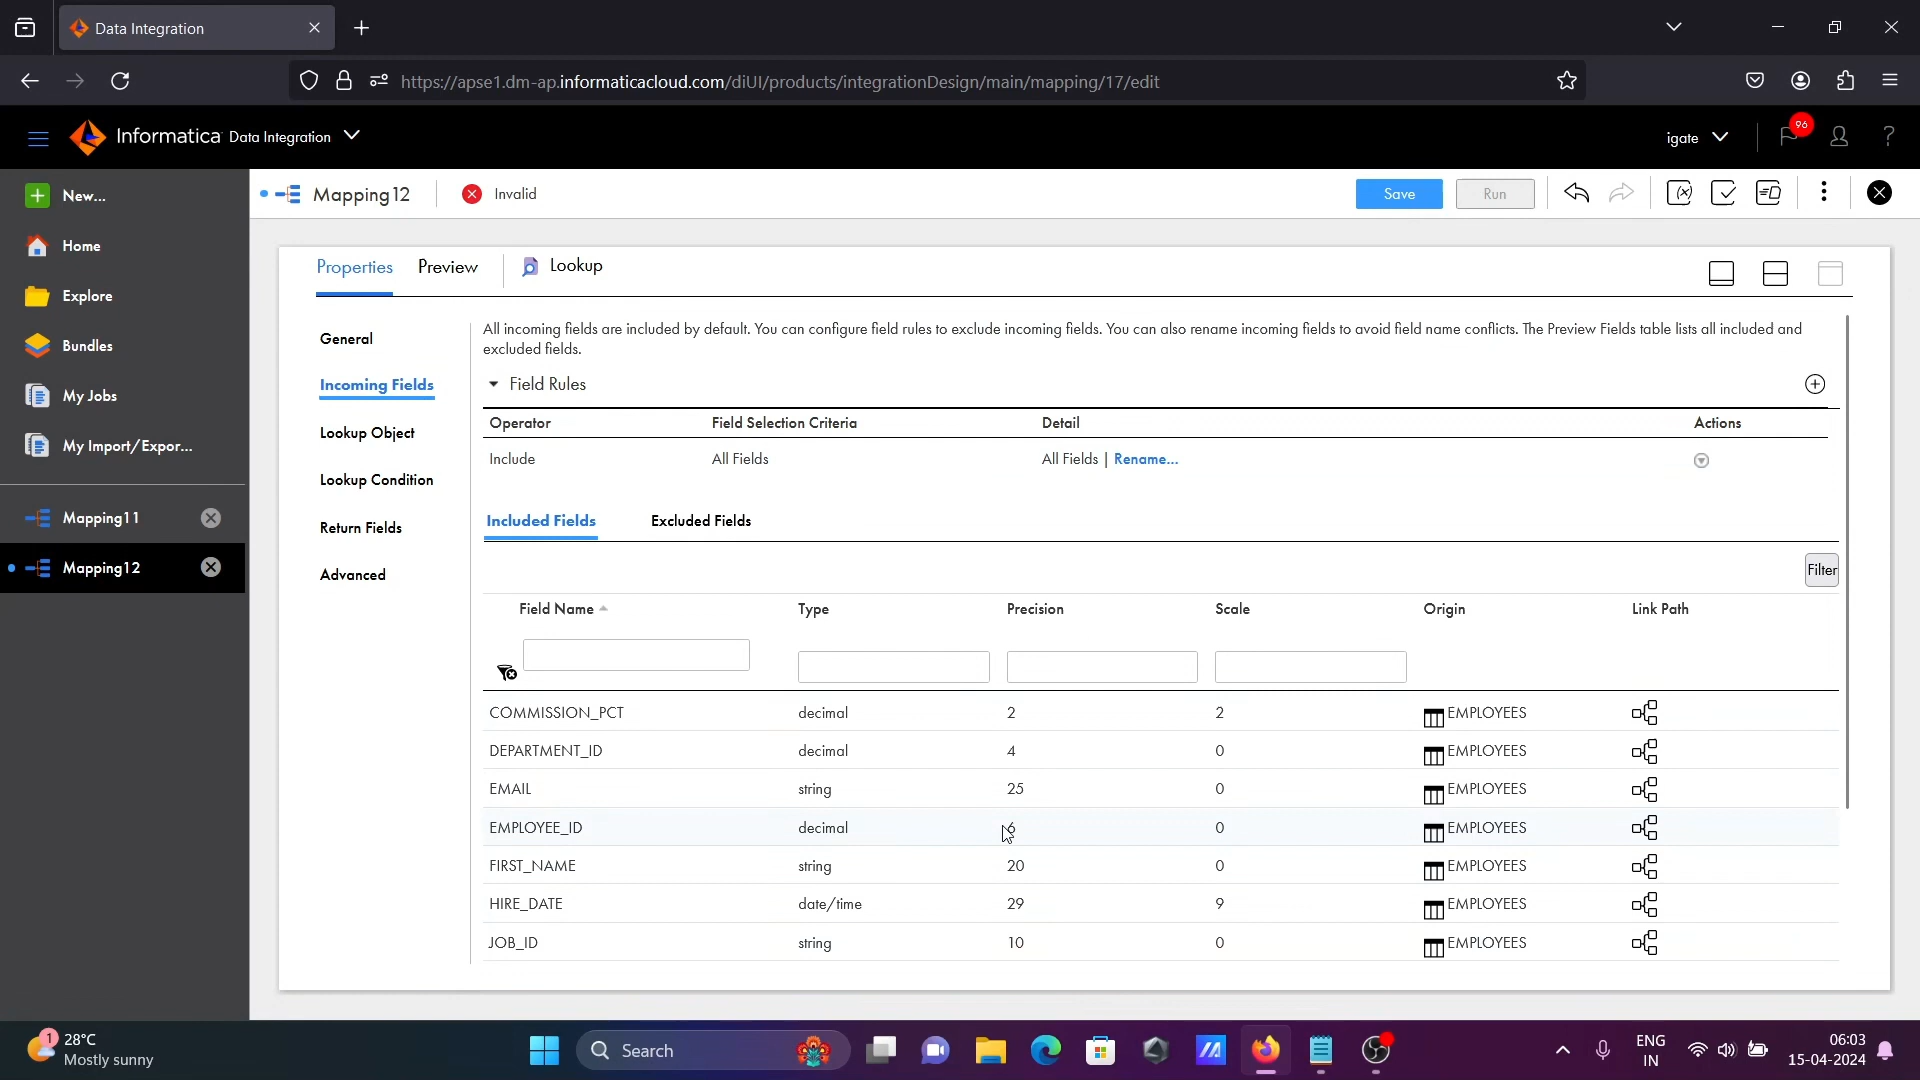 Data Integration
https://apse1.dm-ap.informaticacloud.com/diUI/products/integrationDesign/main/mapping/17/edit
Informatica Data Integration
igate
96
New...
Home
Explore
Bundles
My Jobs
My Import/Expor...
Mapping11
Mapping12
Mapping12
Invalid
Save
Run
Properties
Preview
Lookup
General
Incoming Fields
Lookup Object
Lookup Condition
Return Fields
Advanced
All incoming fields are included by default. You can configure field rules to exclude incoming fields. You can also rename incoming fields to avoid field name conflicts. The Preview Fields table lists all included and
excluded fields.
Field Rules
Operator Field Selection Criteria Detail Actions
Include All Fields All Fields | Rename...
Included Fields Excluded Fields
Filter
Field Name Type Precision Scale Origin Link Path
COMMISSION_PCT decimal 2 2 EMPLOYEES
DEPARTMENT_ID decimal 4 0 EMPLOYEES
EMAIL string 25 0 EMPLOYEES
EMPLOYEE_ID decimal 6 0 EMPLOYEES
FIRST_NAME string 20 0 EMPLOYEES
HIRE_DATE date/time 29 9 EMPLOYEES
JOB_ID string 10 0 EMPLOYEES
1
28°C
Mostly sunny
Search
ENG
IN
06:03
15-04-2024